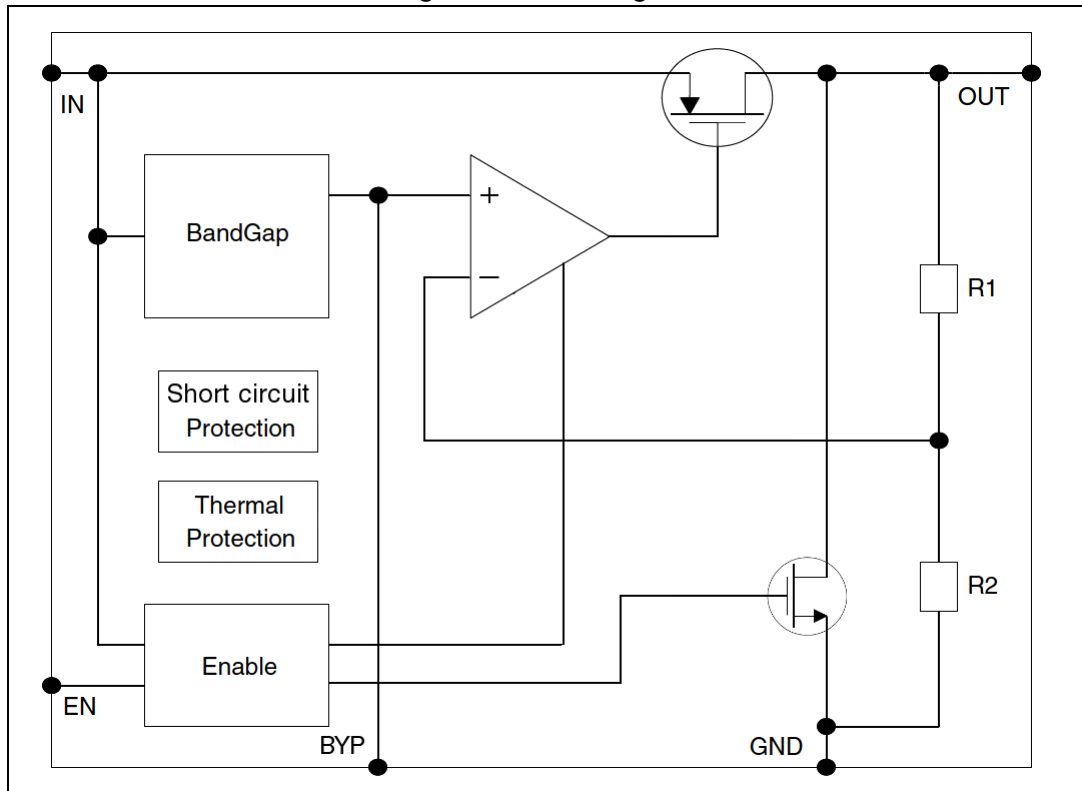 IN
OUT
+
BandGap
−
R1
Short circuit
Protection
Thermal
Protection
R2
Enable
EN
BYP
GND